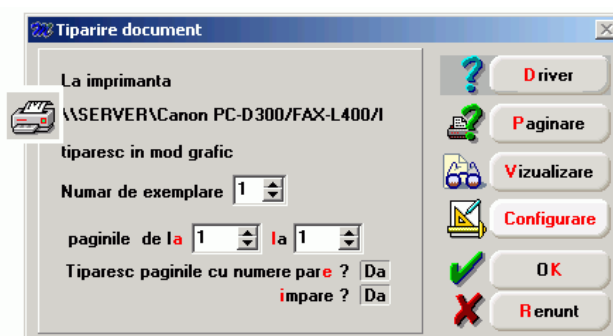 Tiparire document
La imprimanta
\\SERVER\Canon PC-D300/FAX-L400/I
tiparesc in mod grafic
Numar de exemplare 1
paginile de la 1 la 1
Tiparesc paginile cu numere pare ? Da
impare ? Da
Driver
Paginare
Vizualizare
Configurare
OK
Renunt